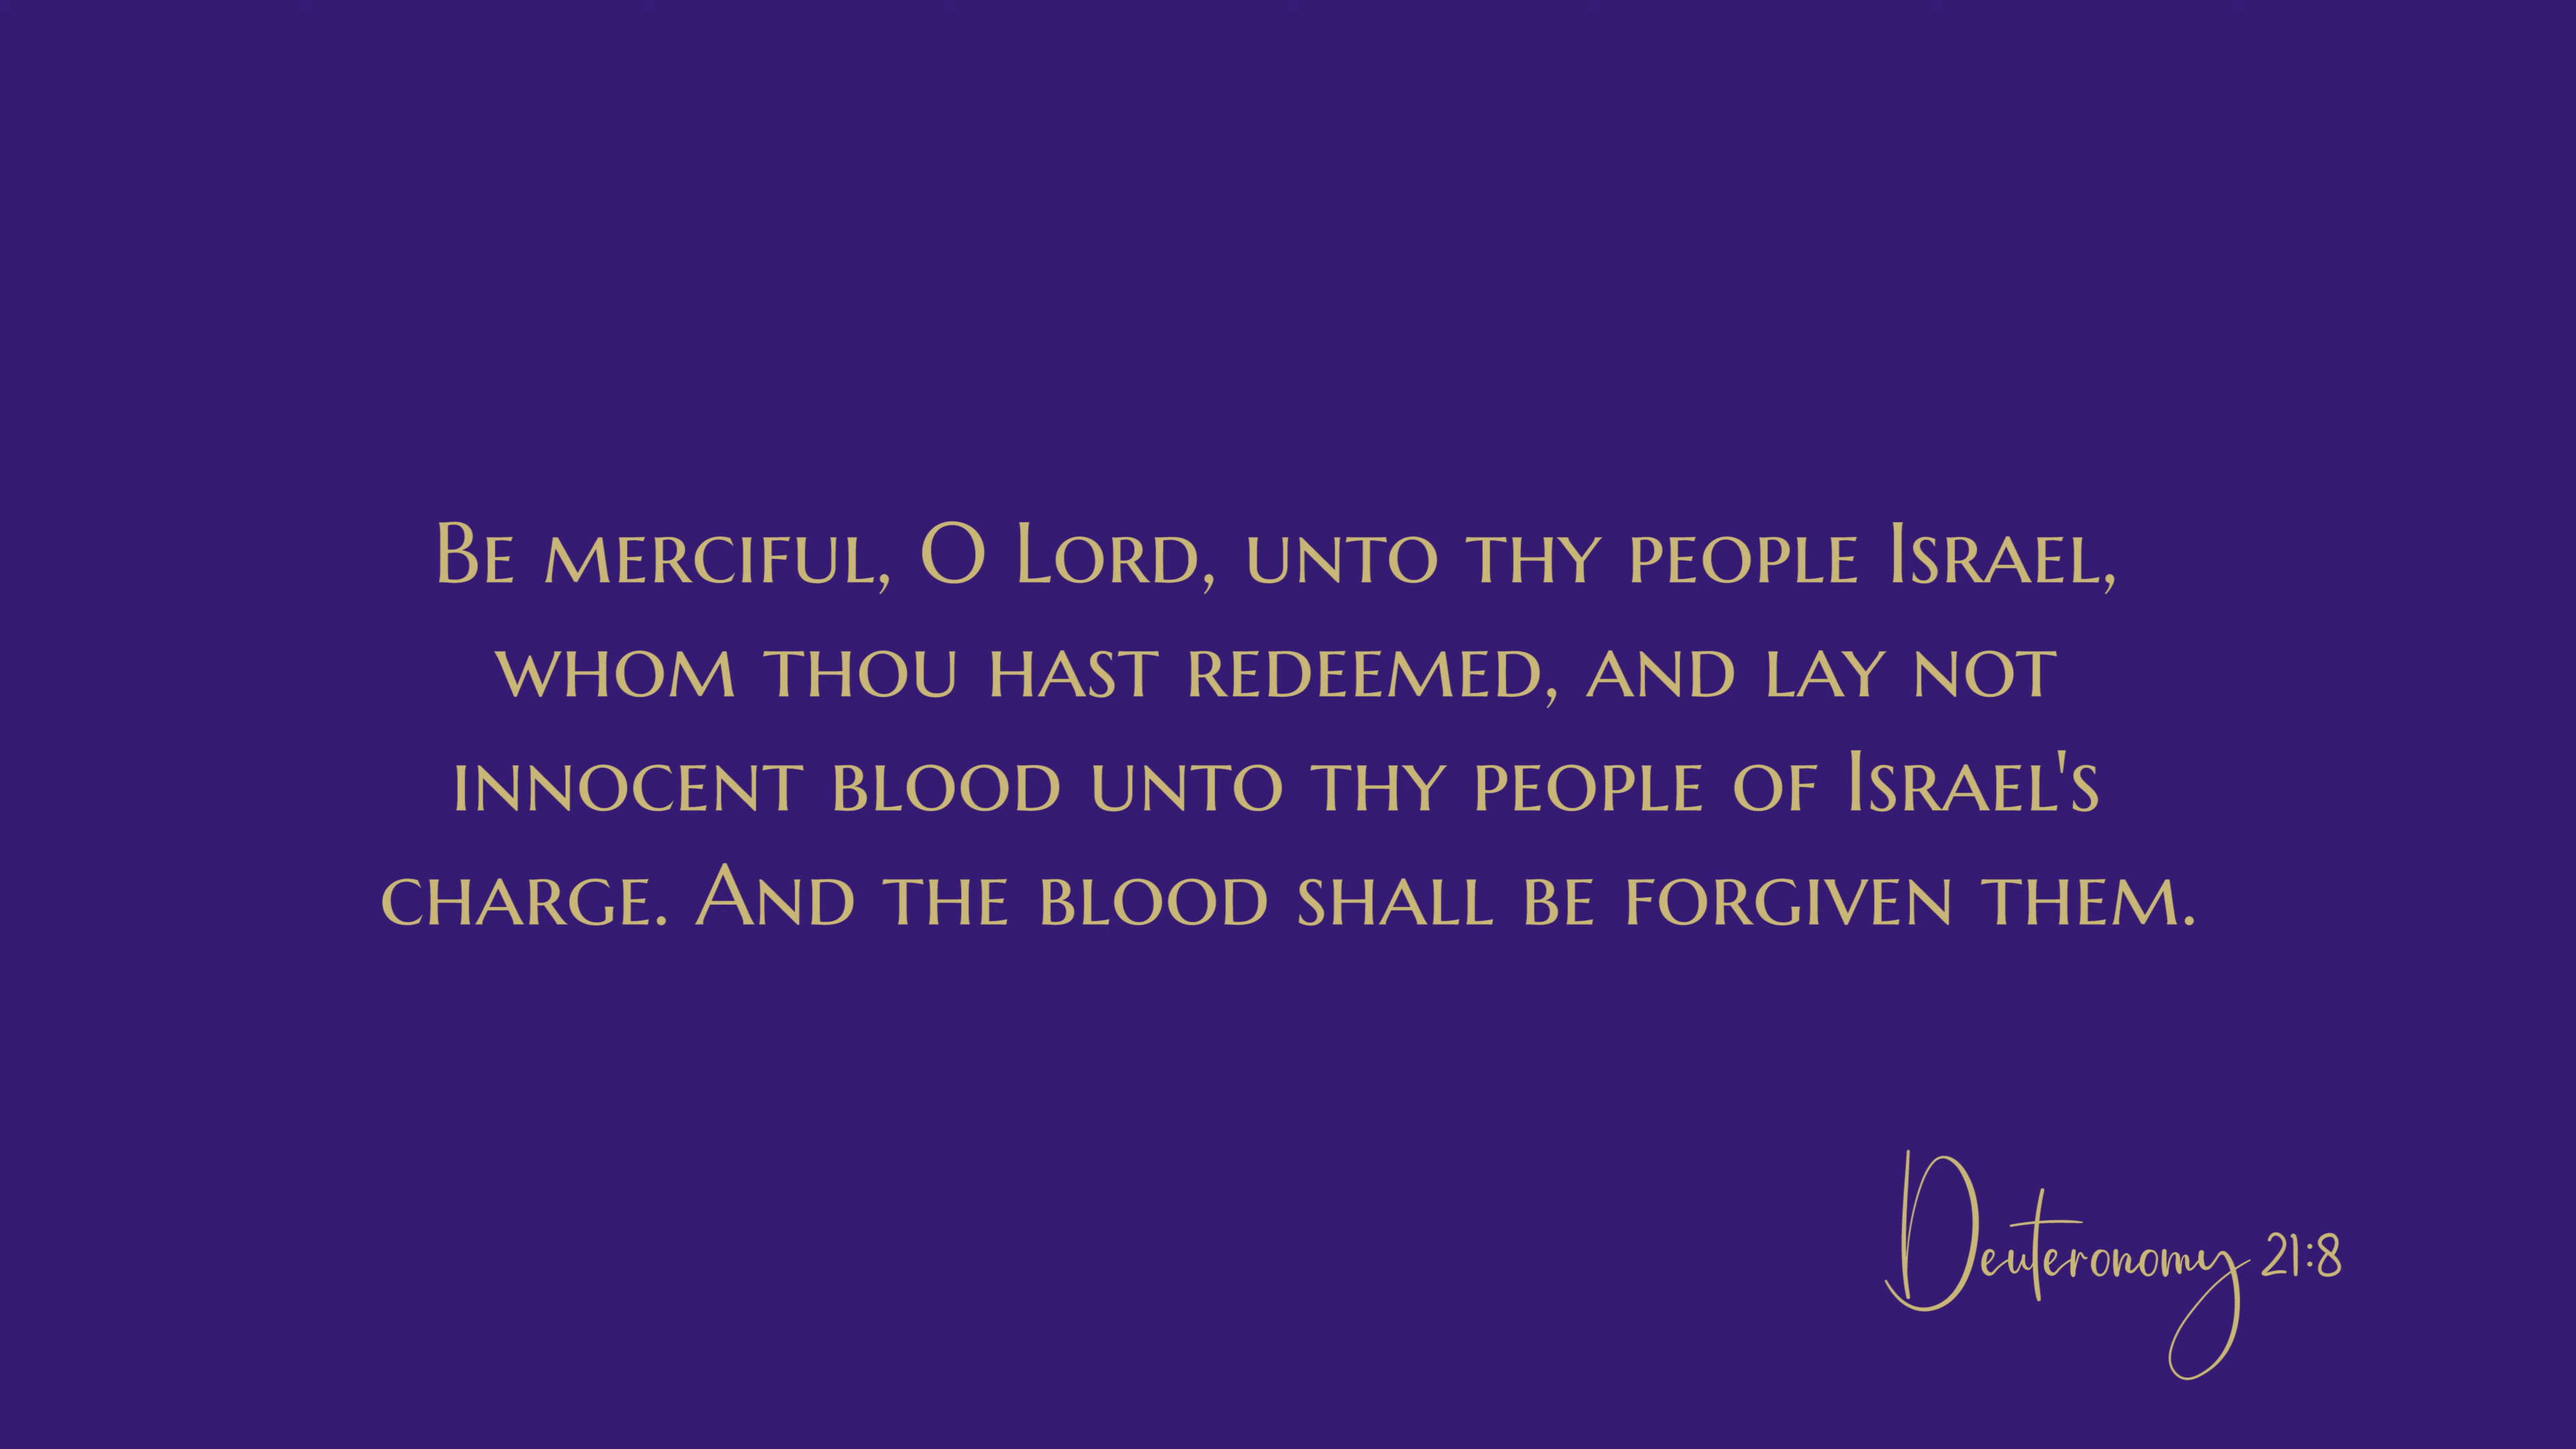 Be merciful, O Lord, unto thy people Israel,
whom thou hast redeemed, and lay not
innocent blood unto thy people of Israel's
charge. And the blood shall be forgiven them.
Deuteronomy 21:8